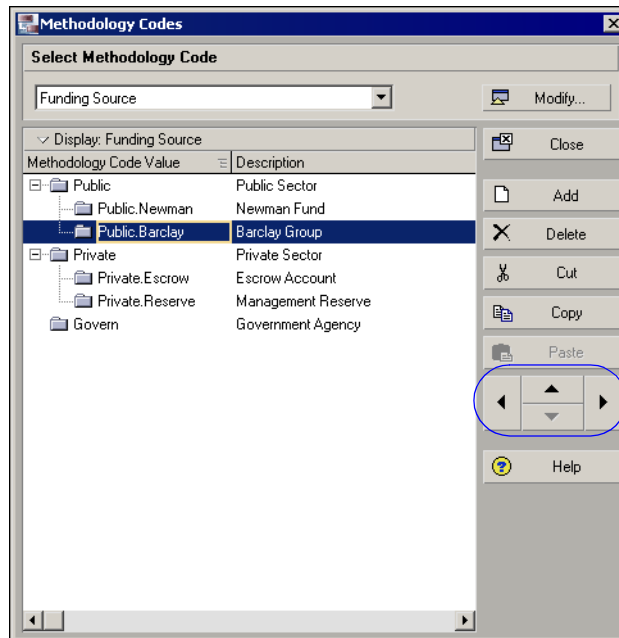 Methodology Codes
Select Methodology Code
Funding Source
Modify...
Display: Funding Source
Methodology Code Value Description
Public Public Sector
Public.Newman Newman Fund
Public.Barclay Barclay Group
Private Private Sector
Private.Escrow Escrow Account
Private.Reserve Management Reserve
Govern Government Agency
Close
Add
Delete
Cut
Copy
Paste
Help